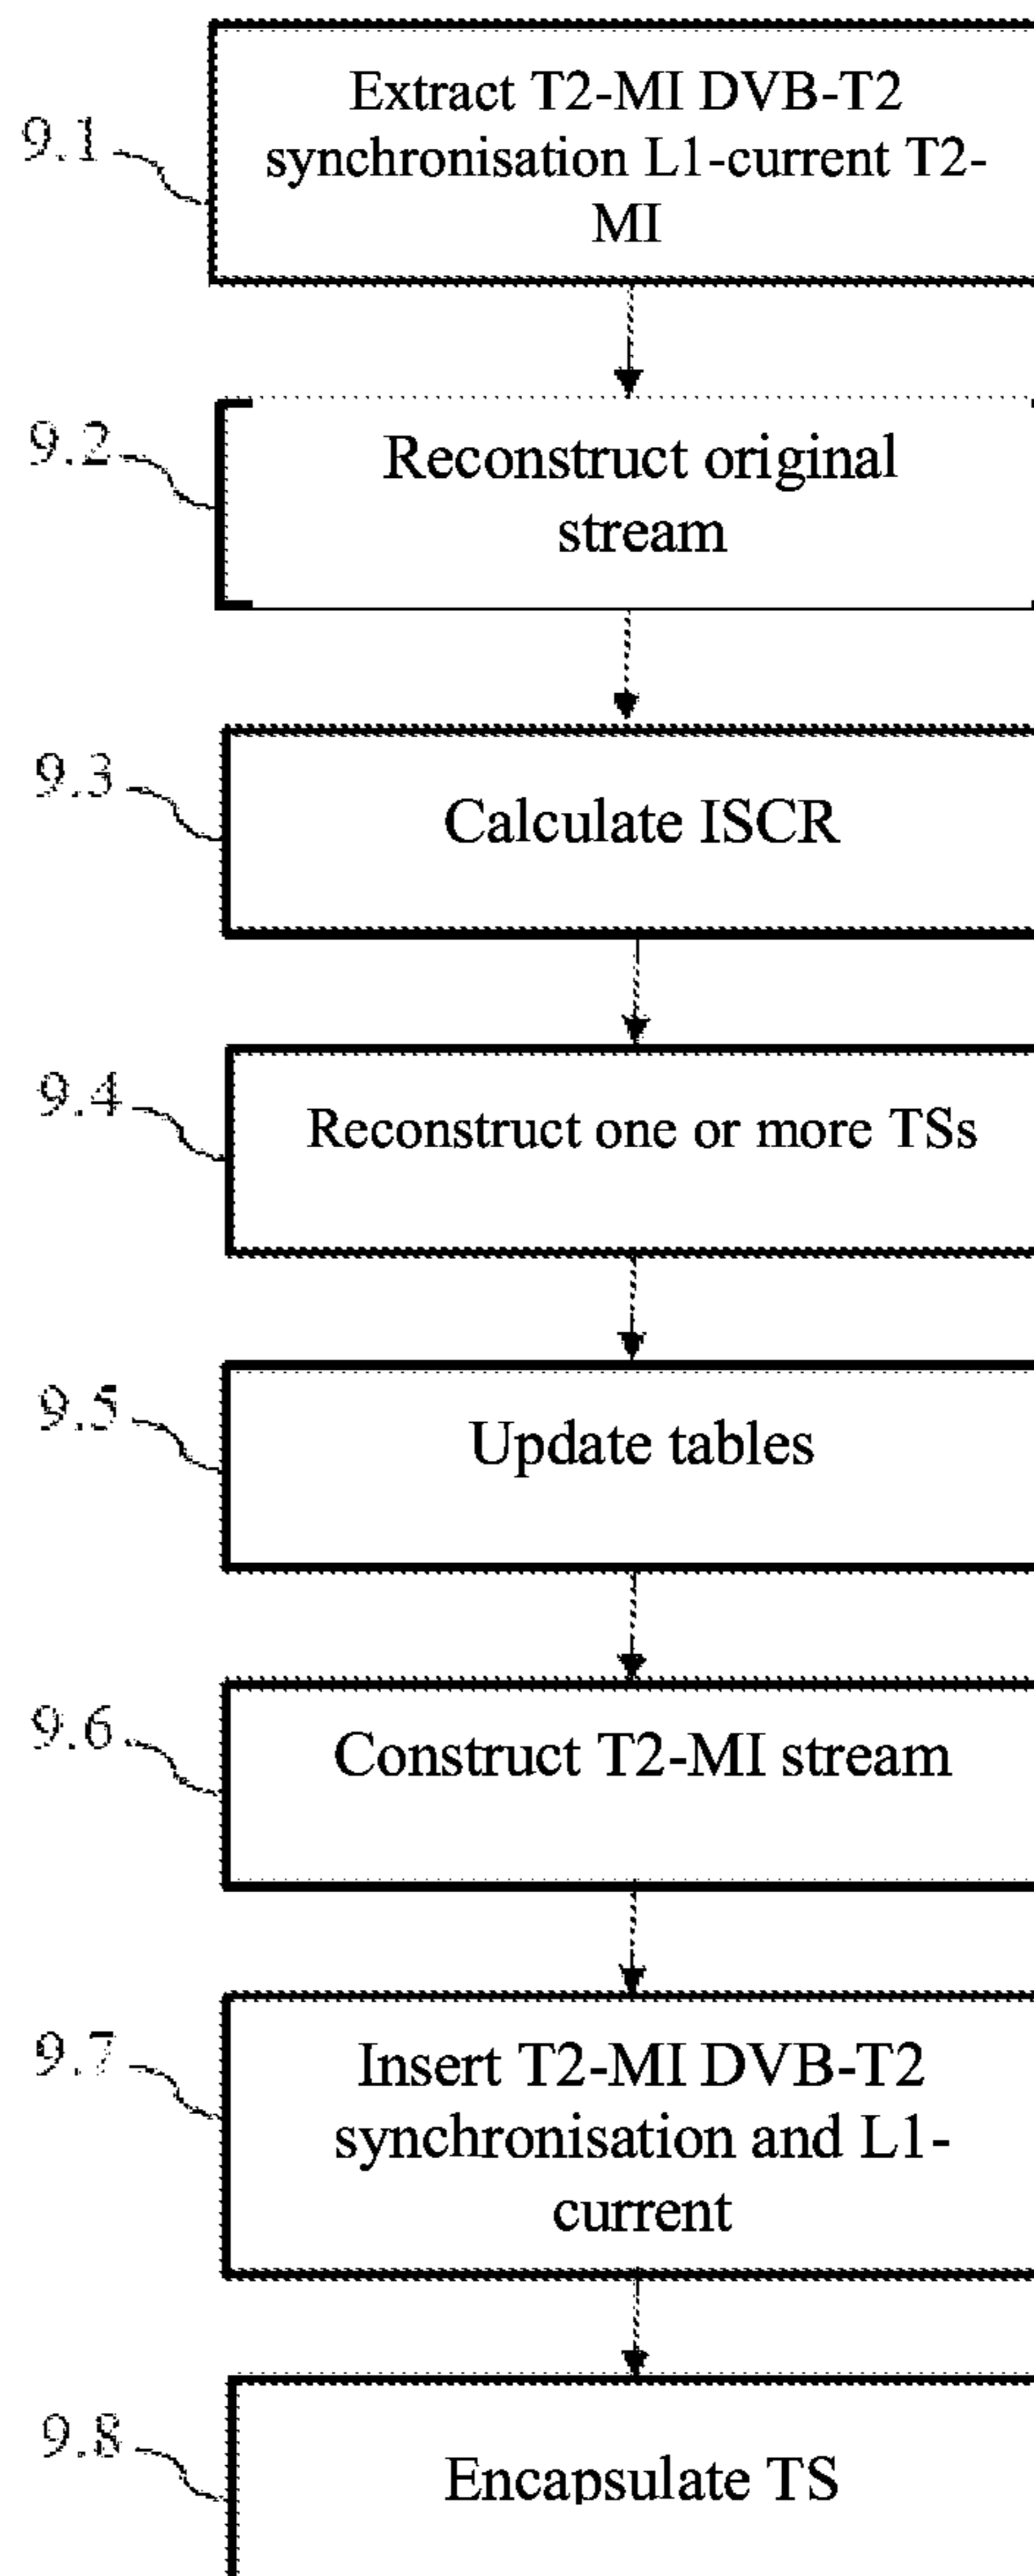 9.1
Extract T2-MI DVB-T2
synchronisation L1-current T2-
MI
9.2
Reconstruct original
stream
9.3
Calculate ISCR
9.4
Reconstruct one or more TSs
9.5
Update tables
9.6
Construct T2-MI stream
9.7
Insert T2-MI DVB-T2
synchronisation and L1-
current
9.8
Encapsulate TS